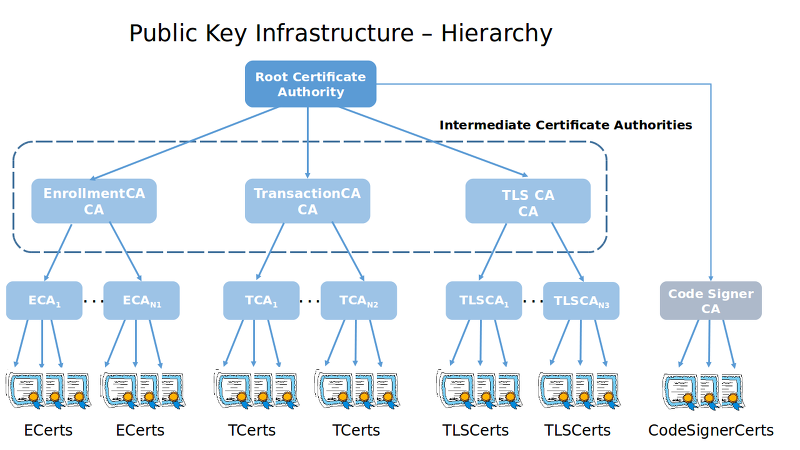 Public Key Infrastructure – Hierarchy
Root Certificate
Authority
Intermediate Certificate Authorities
EnrollmentCA
CA
TransactionCA
CA
TLS CA
CA
ECA1
...
ECAN1
TCA1
...
TCAN2
TLSCA1
...
TLSCAN3
Code Signer
CA
ECerts
ECerts
TCerts
TCerts
TLSCerts
TLSCerts
CodeSignerCerts